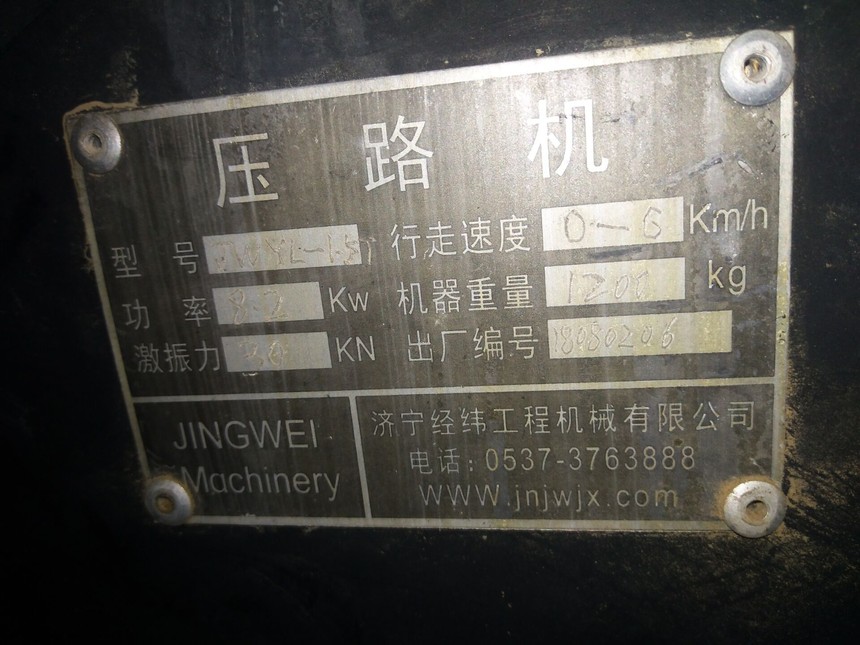 压路机
型号 行走速度 0-6 Km/h
功率 8.2 Kw 机器重量 1200 kg
激振力 30 KN 出厂编号 18050206
JINGWEI
Machinery
济宁经纬工程机械有限公司
电话：0537-3763888
WWW.jnjwjx.com